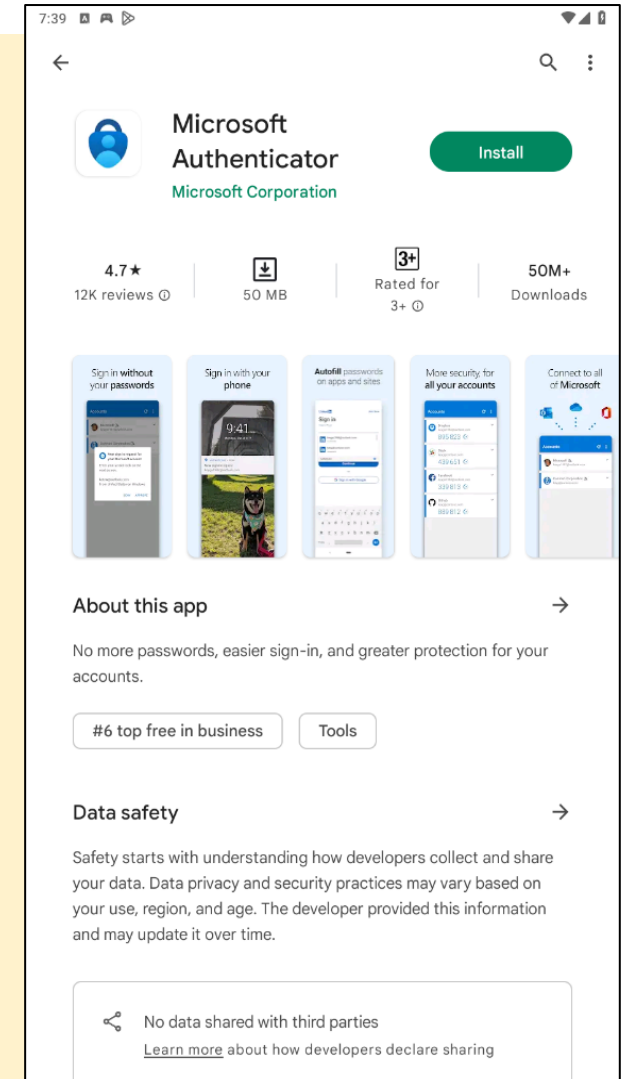 7:39
Microsoft
Authenticator
Install
Microsoft Corporation
4.7★
12K reviews
50 MB
3+
Rated for
3+
50M+
Downloads
Sign in without
your passwords
Sign in with your
phone
Autofill passwords
on apps and sites
More security, for
all your accounts
Connect to all
of Microsoft
Accounts
9:41
Sign in
Accounts
Accounts
About this app
No more passwords, easier sign-in, and greater protection for your
accounts.
#6 top free in business
Tools
Data safety
Safety starts with understanding how developers collect and share
your data. Data privacy and security practices may vary based on
your use, region, and age. The developer provided this information
and may update it over time.
No data shared with third parties
Learn more about how developers declare sharing